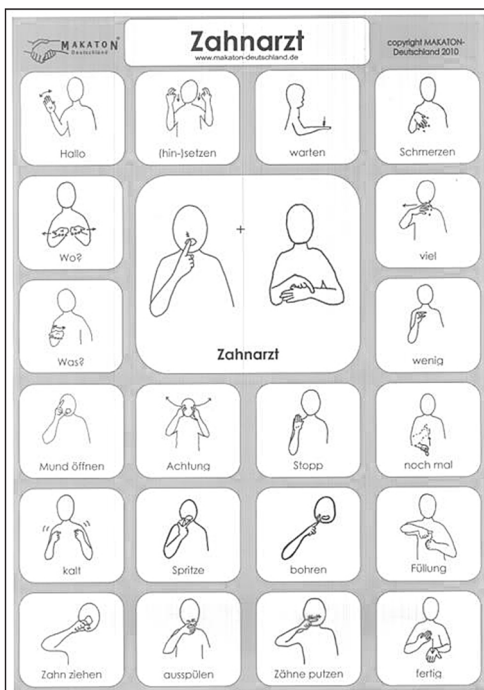 MAKATON
Deutschland
Zahnarzt
www.makaton-deutschland.de
copyright MAKATON-
Deutschland 2010
Hallo
(hin-)setzen
warten
Schmerzen
Wo?
viel
Was?
+
Zahnarzt
wenig
Mund öffnen
Achtung
Stopp
noch mal
kalt
Spritze
bohren
Füllung
Zahn ziehen
ausspülen
Zähne putzen
fertig